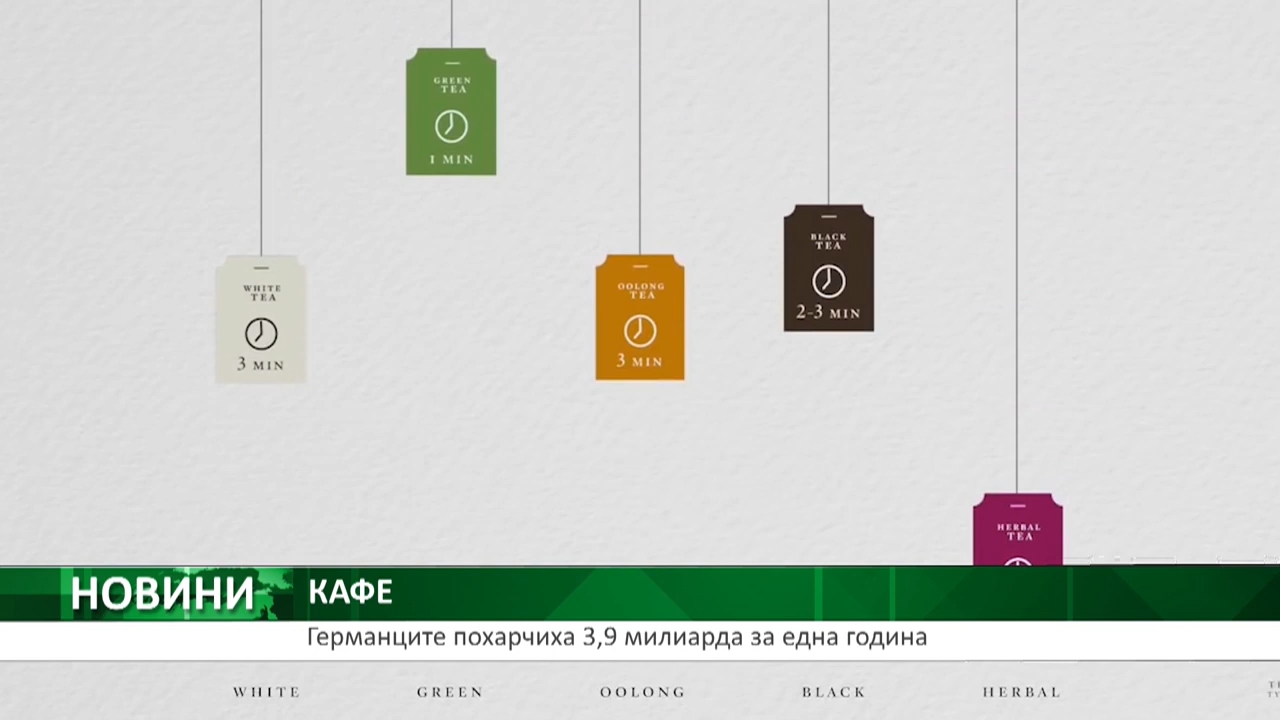 GREEN
TEA
1 MIN
BLACK
TEA
2-3 MIN
WHITE
TEA
3 MIN
OOLONG
TEA
3 MIN
HERBAL
TEA
НОВИНИ
КАФЕ
Германците похарчиха 3,9 милиарда за една година
WHITE GREEN OOLONG BLACK HERBAL